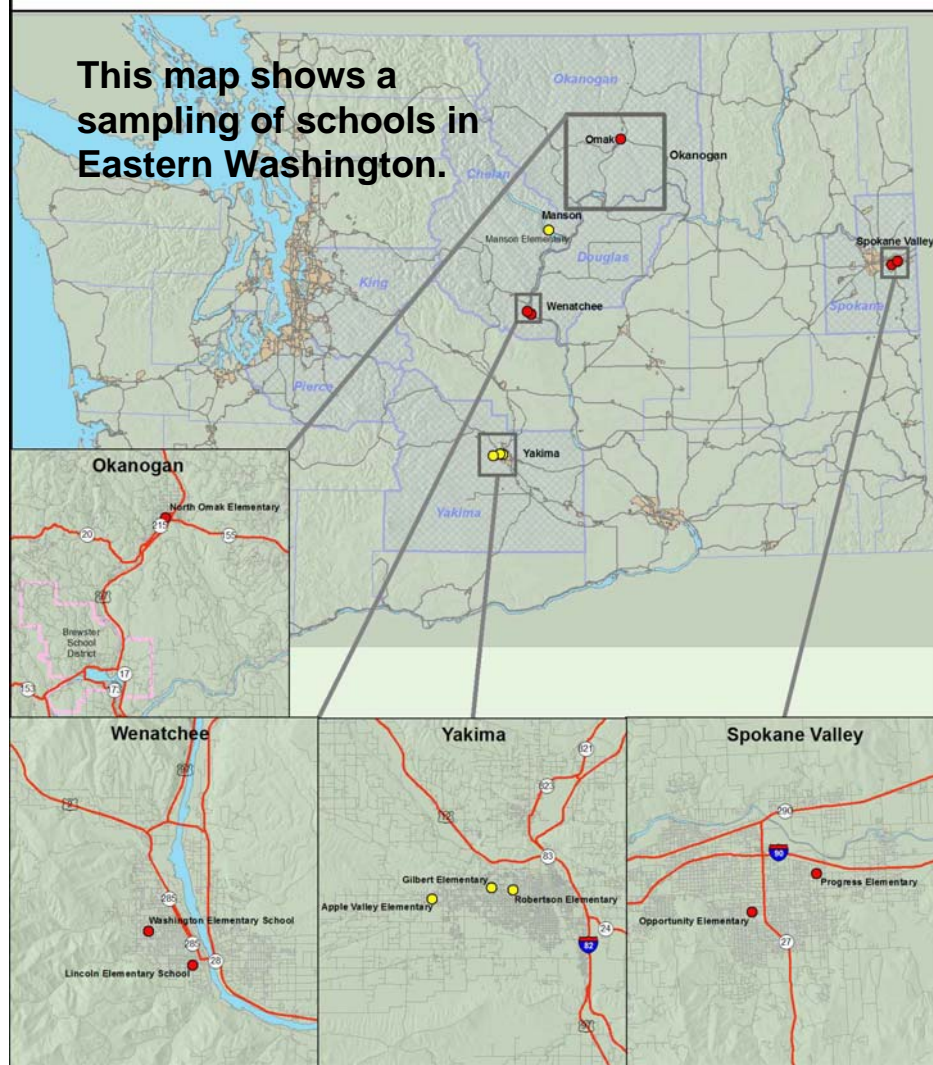 This map shows a
sampling of schools in
Eastern Washington.
Okanogan
Omak
Okanogan
Chelan
Manson
Manson Elementary
Douglas
Spokane Valley
Spokane
King
Wenatchee
Pierce
Yakima
Yakima
Okanogan
North Omak Elementary
215
20
155
97
Brewster
School
District
17
153
173
Wenatchee
2
285
Washington Elementary School
285
28
Lincoln Elementary School
Yakima
821
823
12
83
Gilbert Elementary
Apple Valley Elementary
Robertson Elementary
24
82
97
Spokane Valley
290
90
Progress Elementary
Opportunity Elementary
27